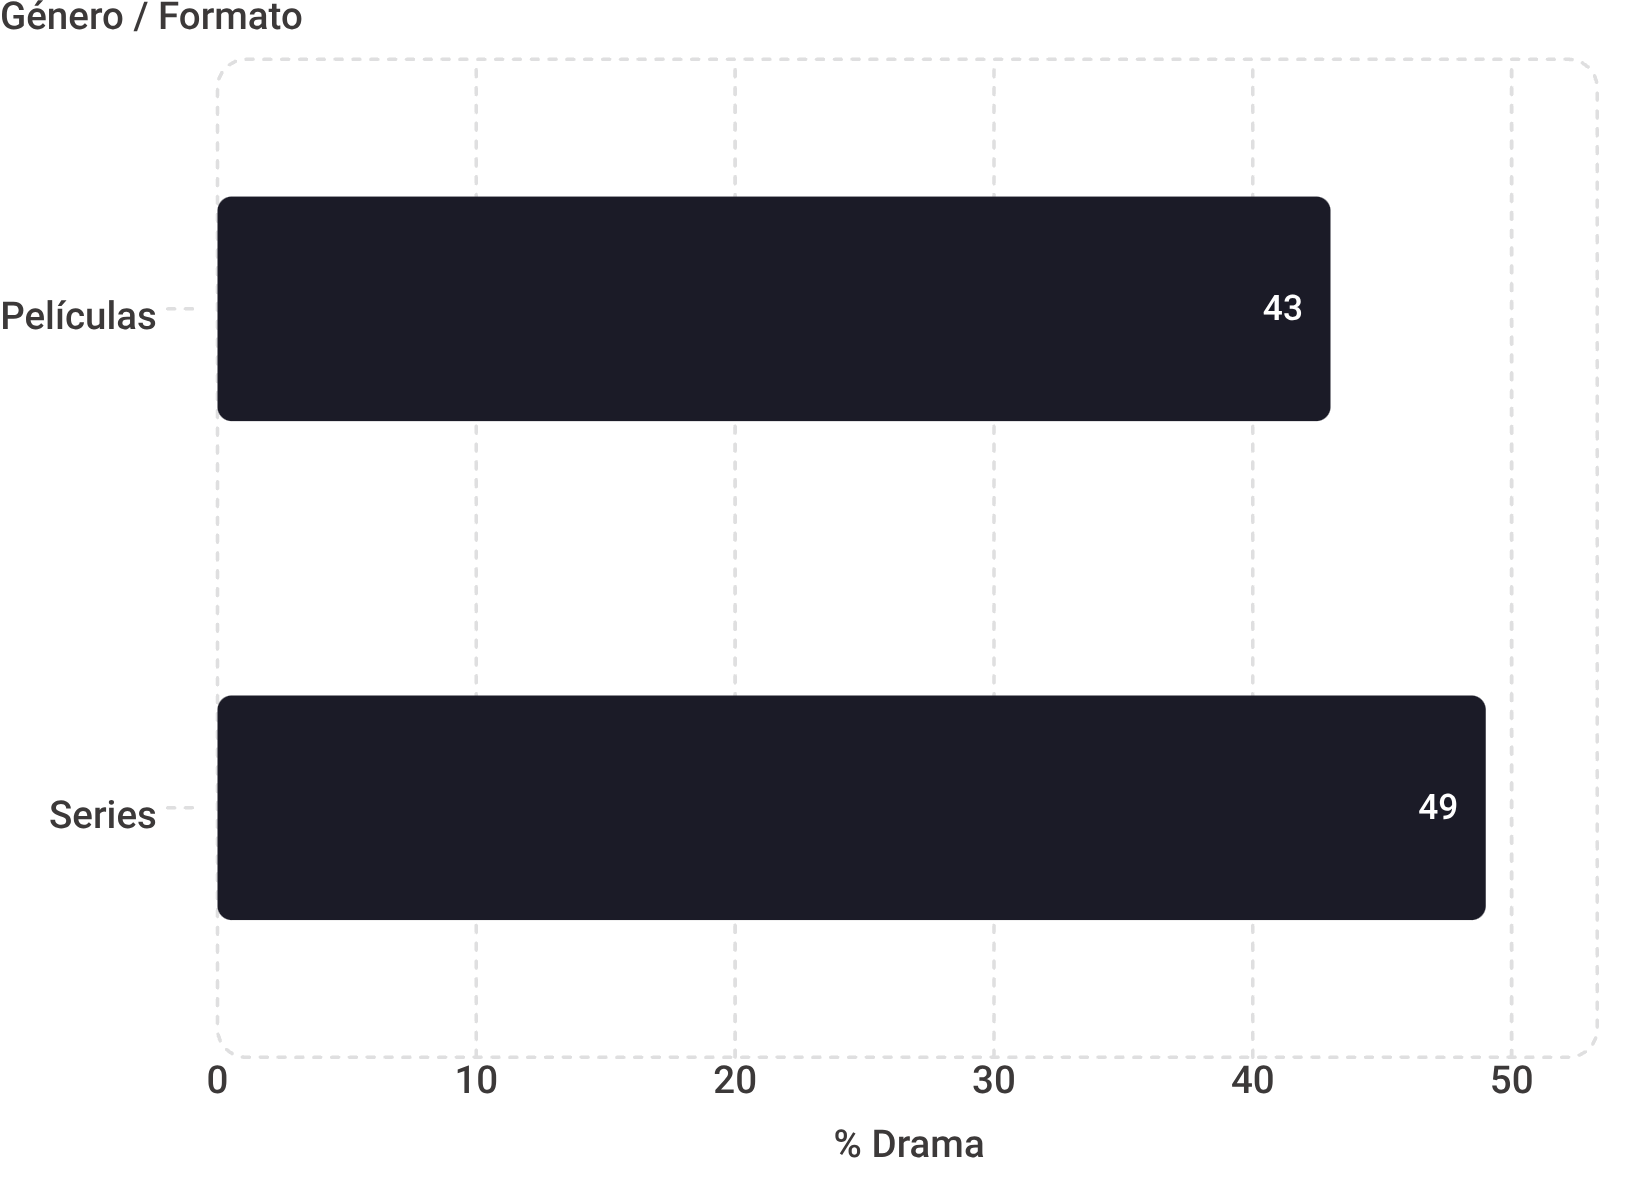 Género / Formato
Películas
43
Series
49
0 10 20 30 40 50
% Drama